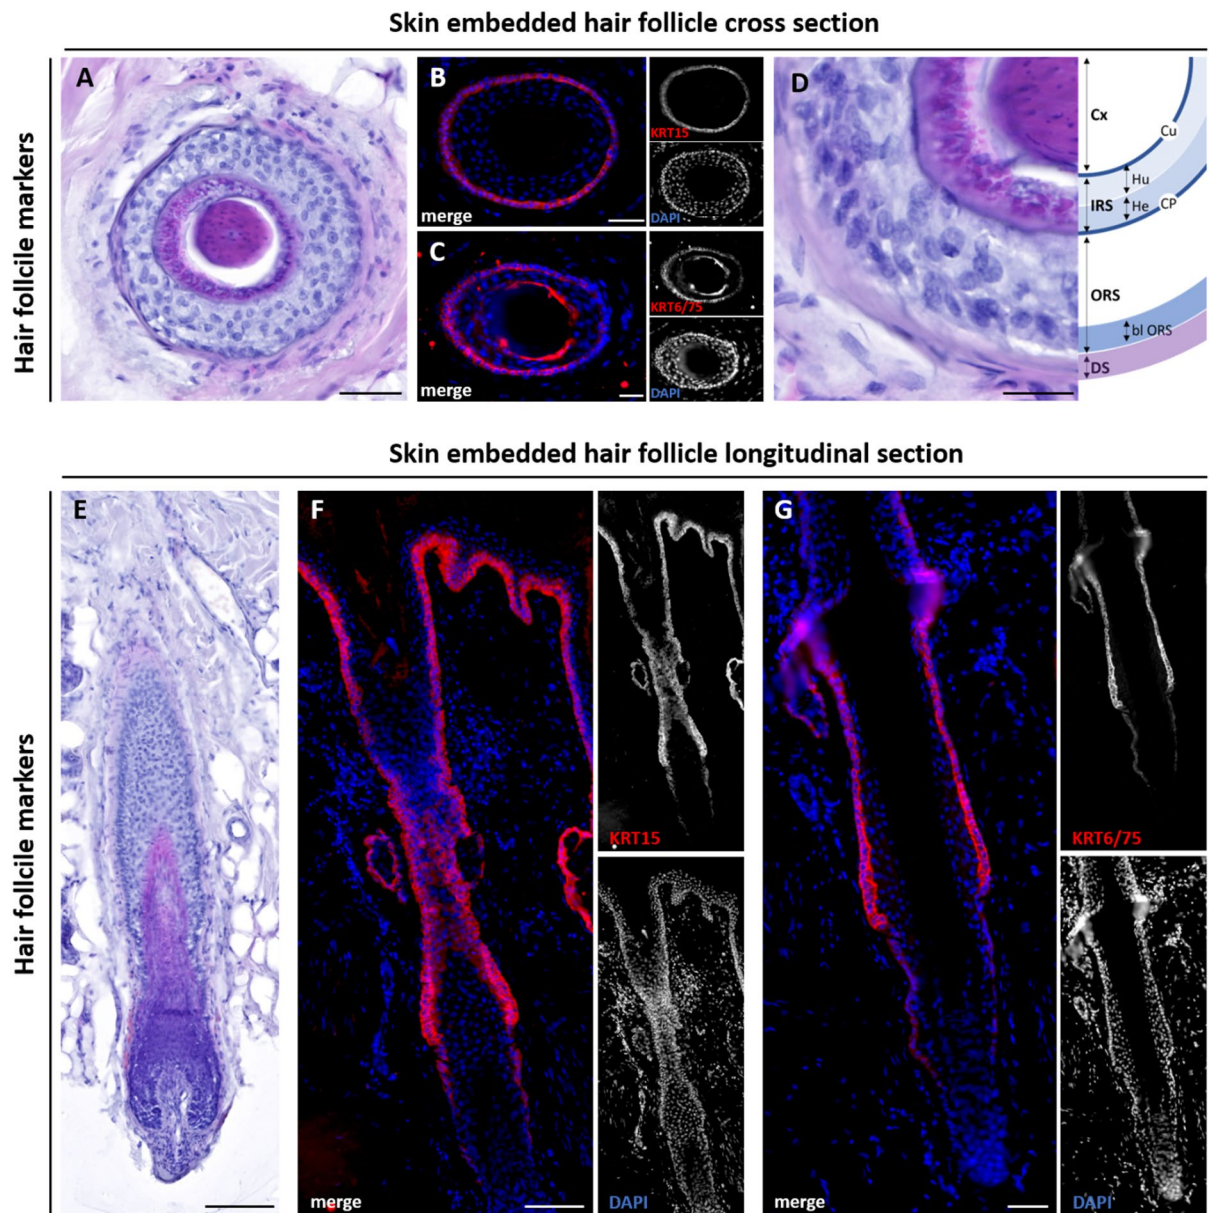 Skin embedded hair follicle cross section
Hair follcile markers
A
B
merge
KRT15
DAPI
C
merge
KRT6/75
DAPI
D
Cx
Cu
Hu
IRS
He
CP
ORS
bl ORS
DS
Skin embedded hair follicle longitudinal section
Hair follcile markers
E
F
merge
KRT15
DAPI
G
merge
KRT6/75
DAPI